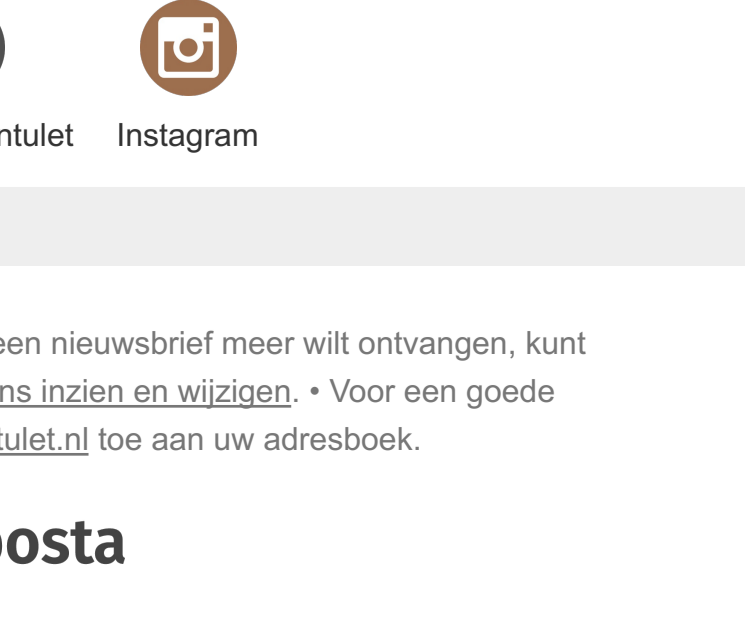 ntulet Instagram
een nieuwsbrief meer wilt ontvangen, kunt
ns inzien en wijzigen. • Voor een goede
tulet.nl toe aan uw adresboek.
posta